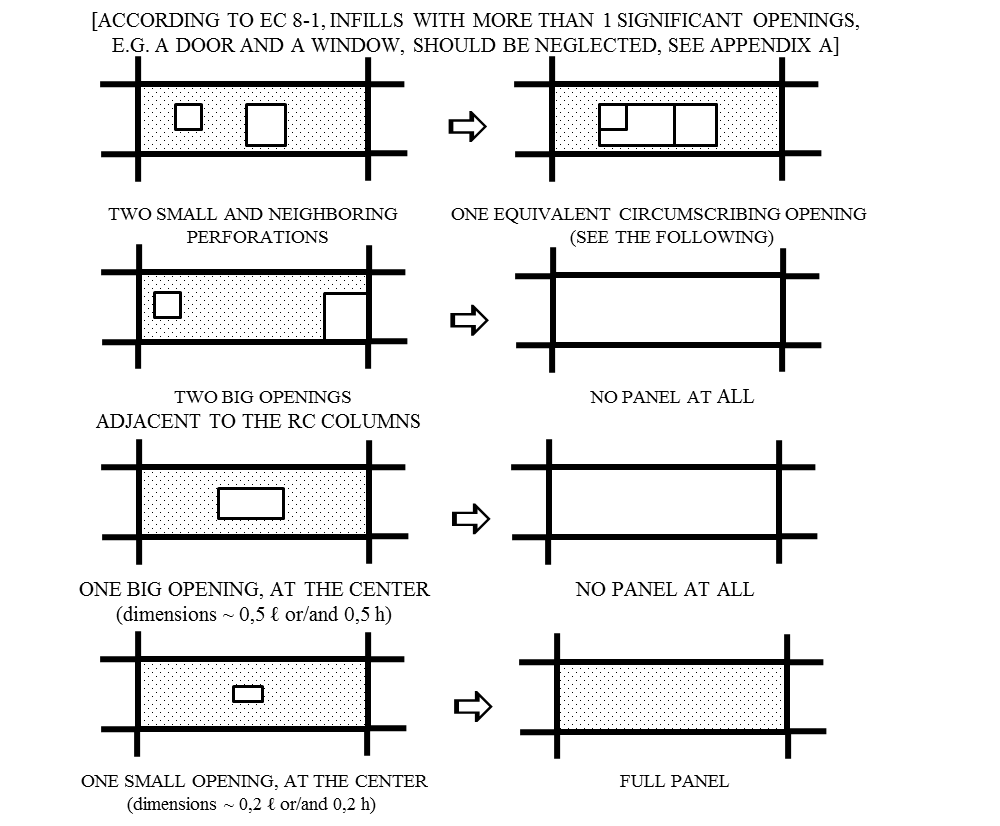 [ACCORDING TO EC 8-1, INFILLS WITH MORE THAN 1 SIGNIFICANT OPENINGS,
E.G. A DOOR AND A WINDOW, SHOULD BE NEGLECTED, SEE APPENDIX A]
TWO SMALL AND NEIGHBORING
PERFORATIONS
ONE EQUIVALENT CIRCUMSCRIBING OPENING
(SEE THE FOLLOWING)
TWO BIG OPENINGS
ADJACENT TO THE RC COLUMNS
NO PANEL AT ALL
ONE BIG OPENING, AT THE CENTER
(dimensions ~ 0,5 ℓ or/and 0,5 h)
NO PANEL AT ALL
ONE SMALL OPENING, AT THE CENTER
(dimensions ~ 0,2 ℓ or/and 0,2 h)
FULL PANEL